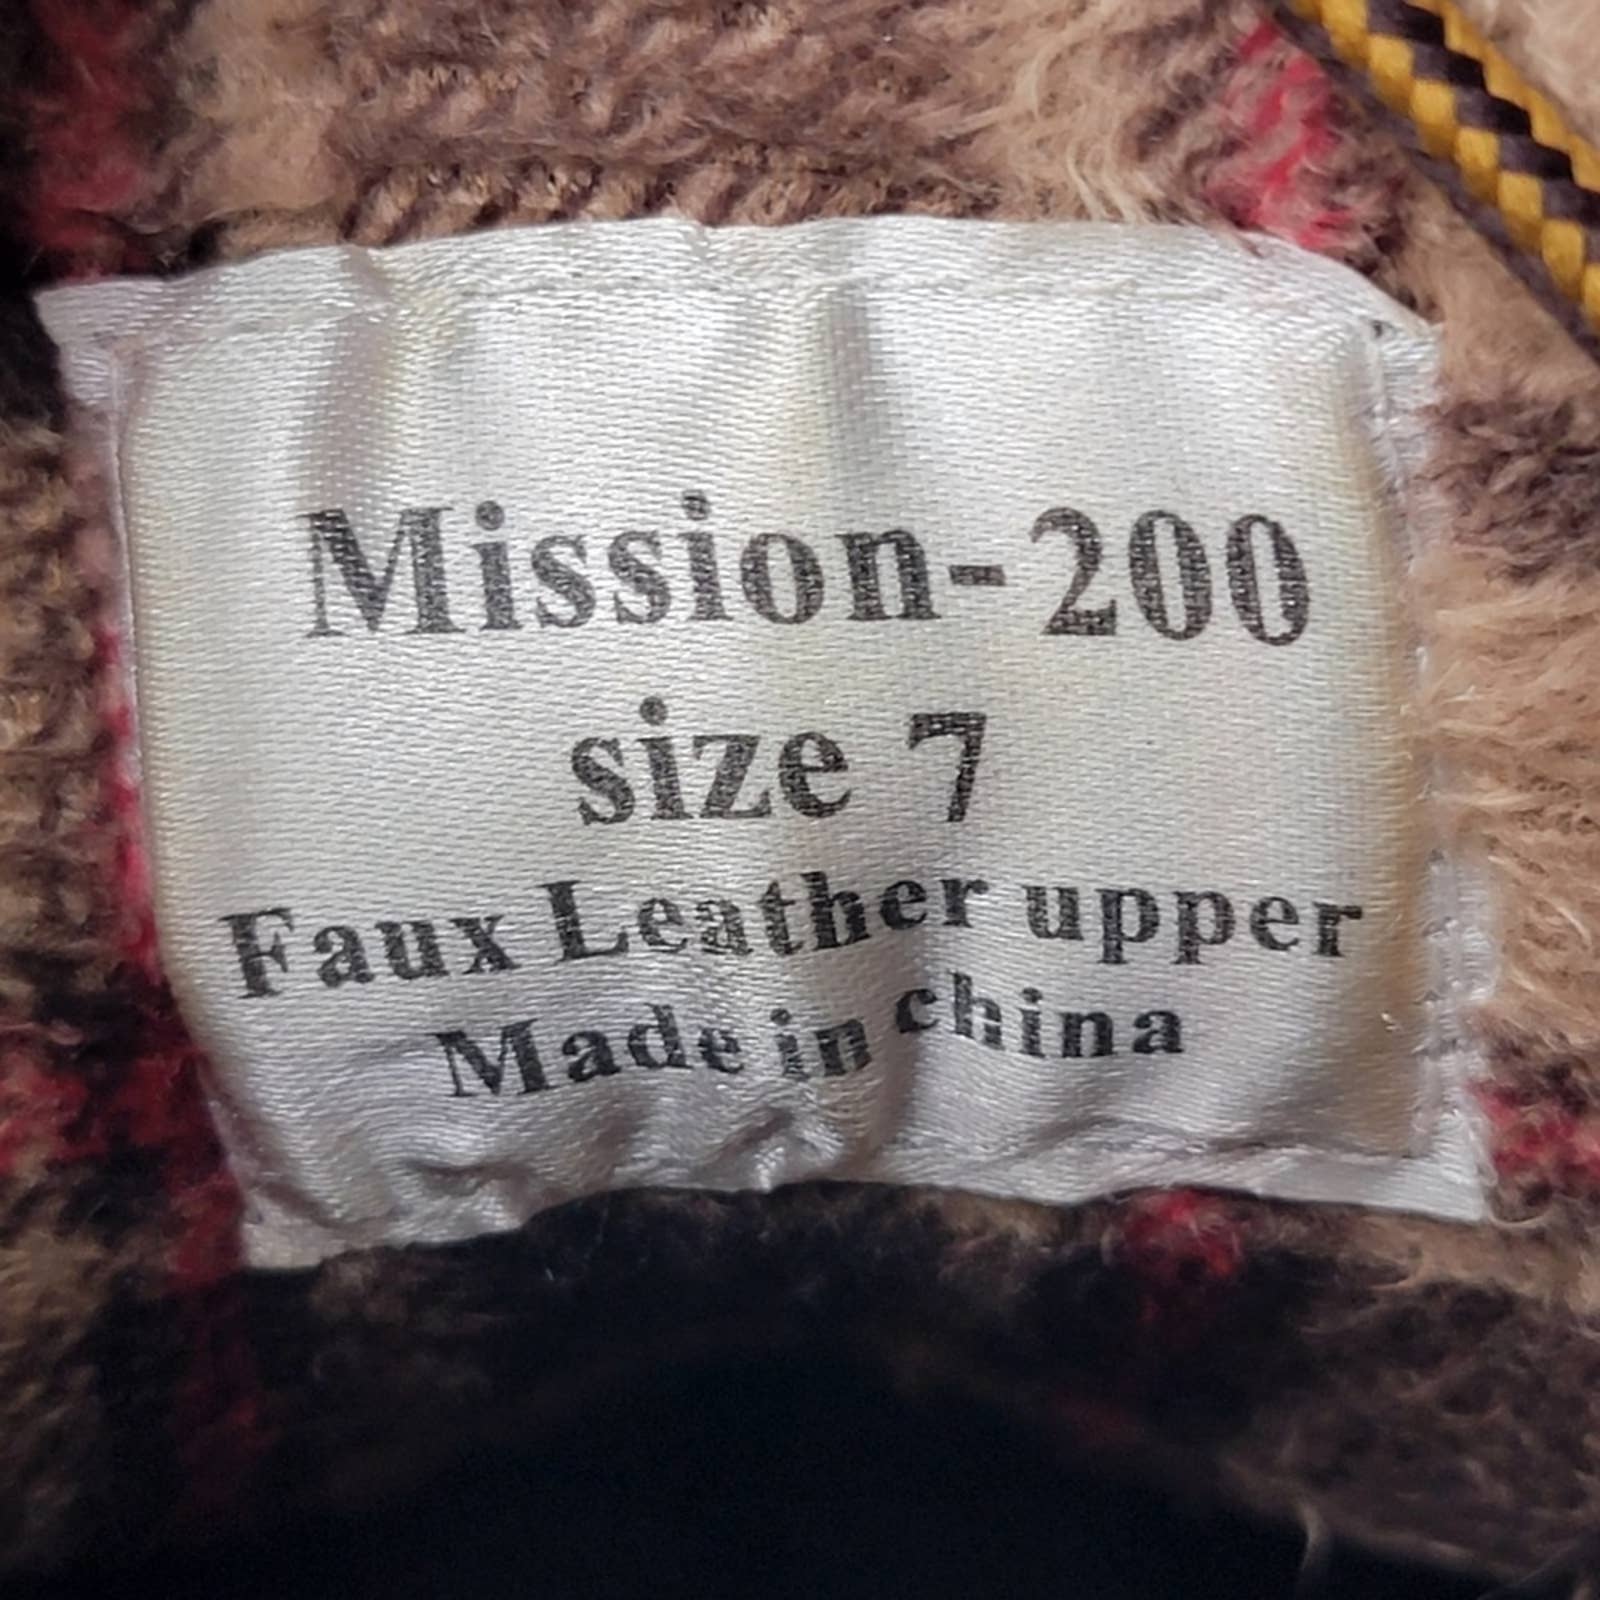 Mission-200
size 7
Faux Leather upper
Made in china